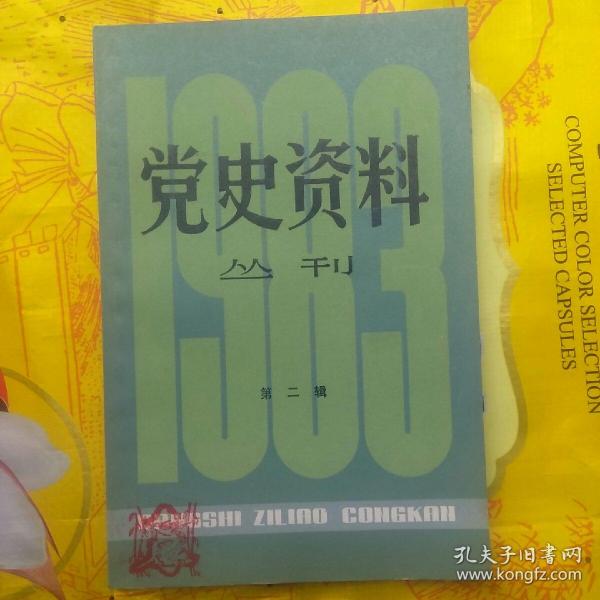 1983
党史资料
丛刊
第二辑
DANGSHI ZILIAO CONGKAN
COMPUTER COLOR SELECTION
SELECTED CAPSULES
孔夫子旧书网
www.kongfz.com